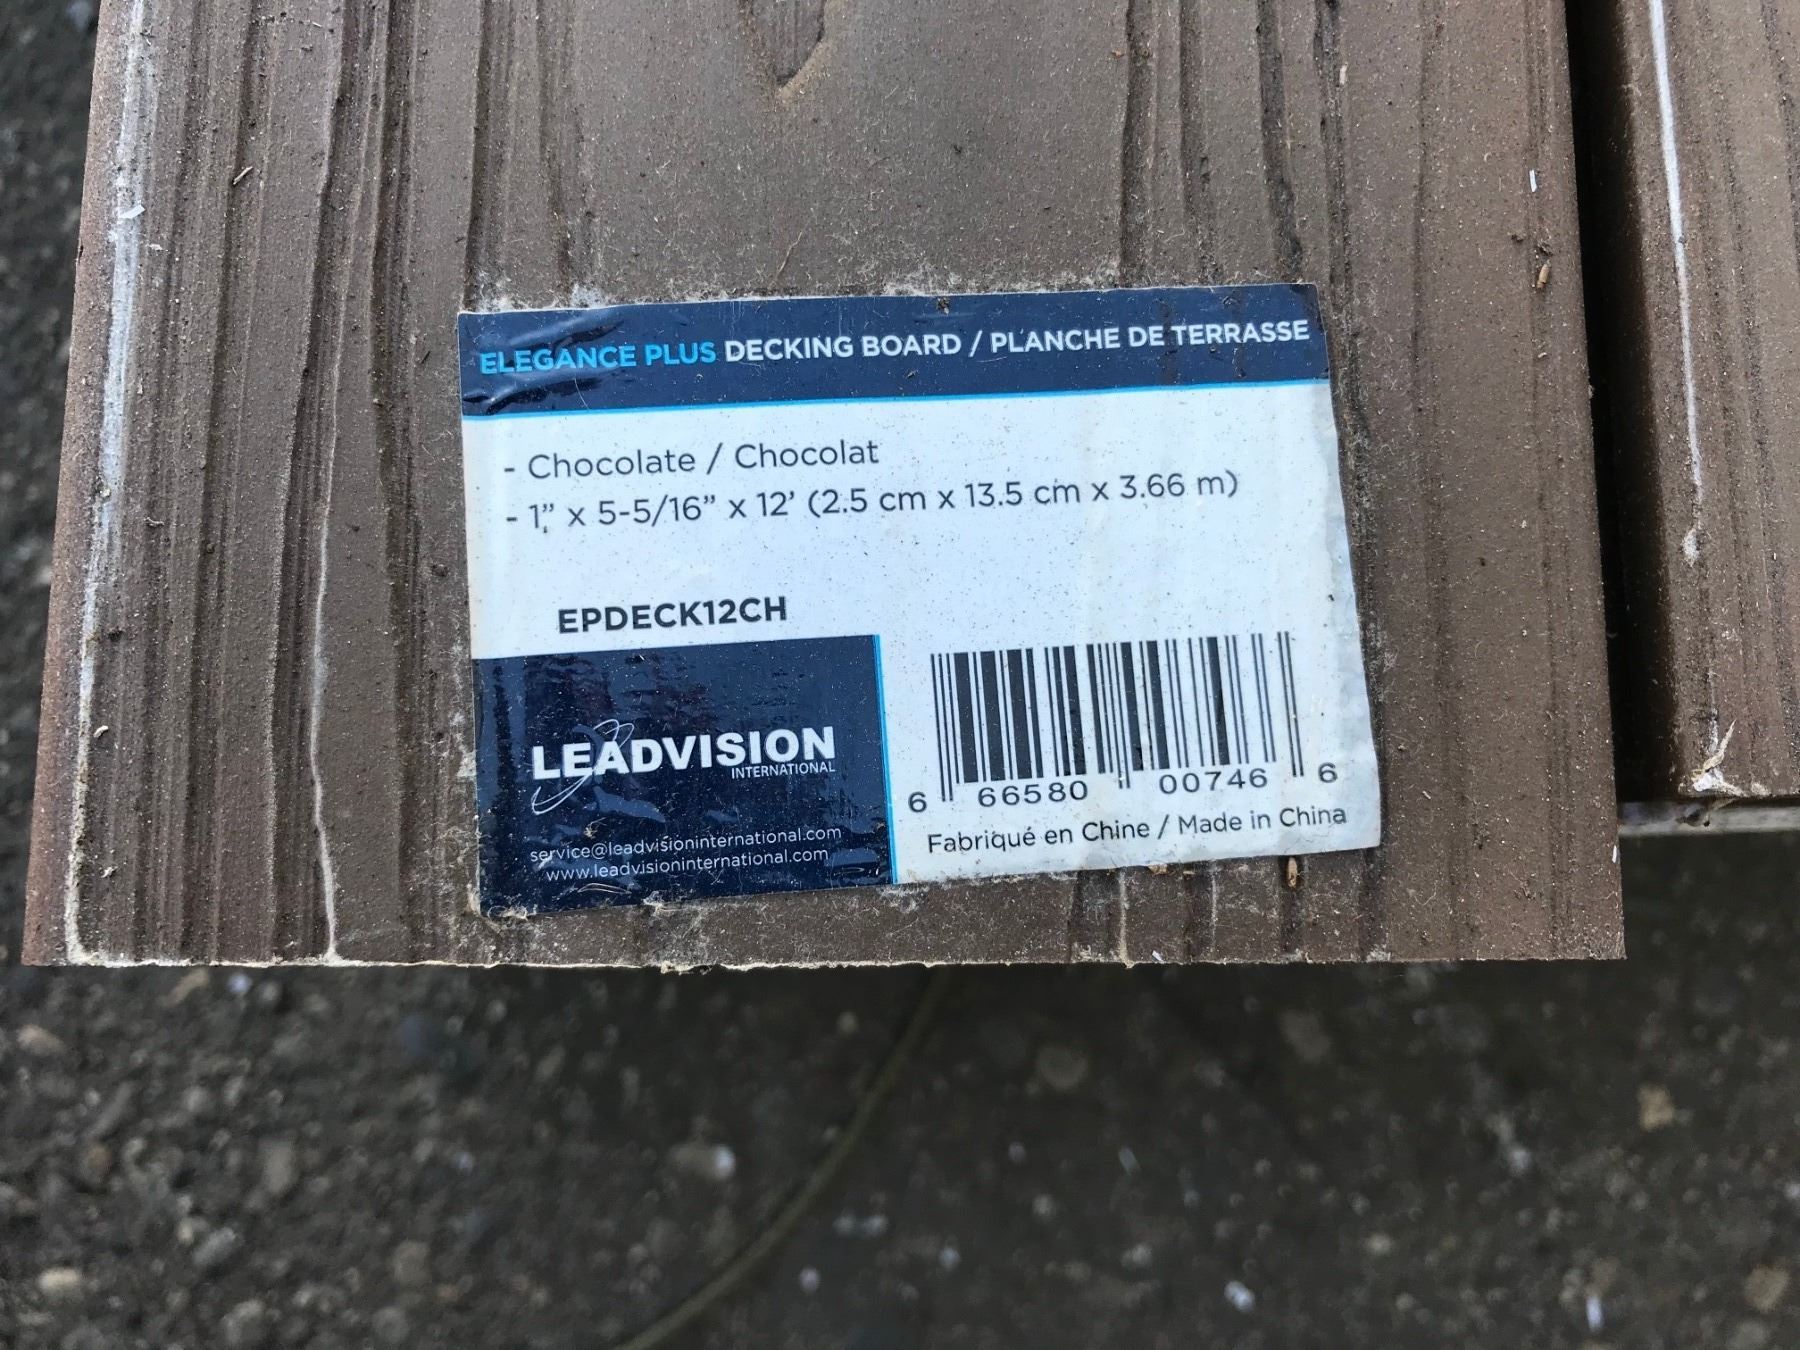 ELEGANCE PLUS DECKING BOARD / PLANCHE DE TERRASSE
- Chocolate / Chocolat
- 1" x 5-5/16" x 12' (2.5 cm x 13.5 cm x 3.66 m)
EPDECK12CH
LEADVISION
INTERNATIONAL
service@leadvisioninternational.com
www.leadvisioninternational.com
6 66580 00746 6
Fabriqué en Chine / Made in China